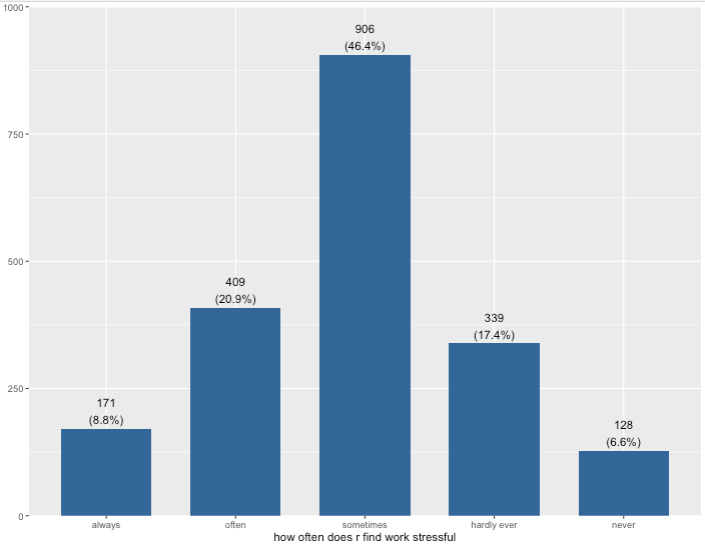 1000
750
500
250
0
171
(8.8%)
409
(20.9%)
906
(46.4%)
339
(17.4%)
128
(6.6%)
always
often
sometimes
hardly ever
never
how often does r find work stressful